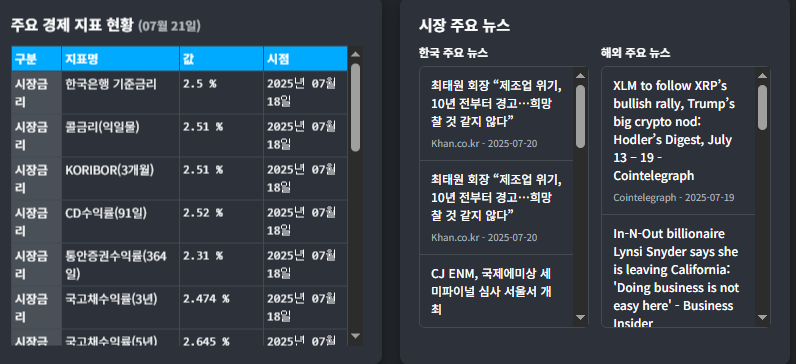 주요 경제 지표 현황 (07월 21일)
구분 지표명 값 시점
시장금리 한국은행 기준금리 2.5 % 2025년 07월 18일
시장금리 콜금리(익일물) 2.51 % 2025년 07월 18일
시장금리 KORIBOR(3개월) 2.51 % 2025년 07월 18일
시장금리 CD수익률(91일) 2.52 % 2025년 07월 18일
시장금리 통안증권수익률(364일) 2.31 % 2025년 07월 18일
시장금리 국고채수익률(3년) 2.474 % 2025년 07월 18일
시장금 국고채수익률(5년) 2.645 % 2025년 07월
시장 주요 뉴스
한국 주요 뉴스
최태원 회장 “제조업 위기,
10년 전부터 경고…희망
찰 것 같지 않다”
Khan.co.kr - 2025-07-20
최태원 회장 “제조업 위기,
10년 전부터 경고…희망
찰 것 같지 않다”
Khan.co.kr - 2025-07-20
CJ ENM, 국제에미상 세
미파이널 심사 서울서 개
최
해외 주요 뉴스
XLM to follow XRP’s
bullish rally, Trump’s
big crypto nod:
Hodler’s Digest, July
13 – 19 -
Cointelegraph
Cointelegraph - 2025-07-19
In-N-Out billionaire
Lynsi Snyder says she
is leaving California:
'Doing business is not
easy here' - Business
Insider